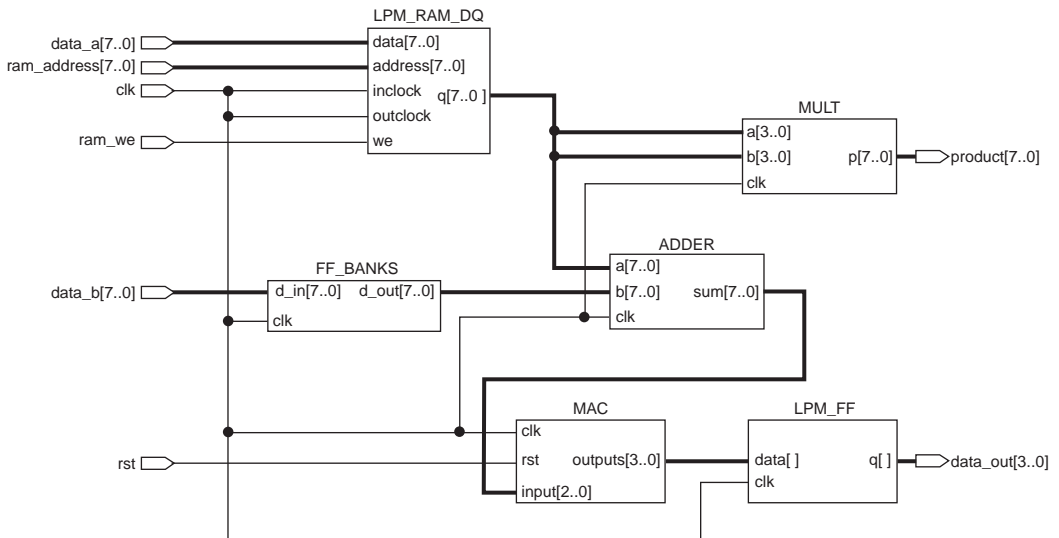 LPM_RAM_DQ
data_a[7..0]
data[7..0]
ram_address[7..0]
address[7..0]
clk
inclock
q[7..0 ]
outclock
ram_we
we
MULT
a[3..0]
b[3..0]
p[7..0]
product[7..0]
clk
ADDER
a[7..0]
b[7..0]
sum[7..0]
clk
FF_BANKS
data_b[7..0]
d_in[7..0]
d_out[7..0]
clk
MAC
clk
rst
rst
outputs[3..0]
input[2..0]
LPM_FF
data[ ]
q[ ]
data_out[3..0]
clk